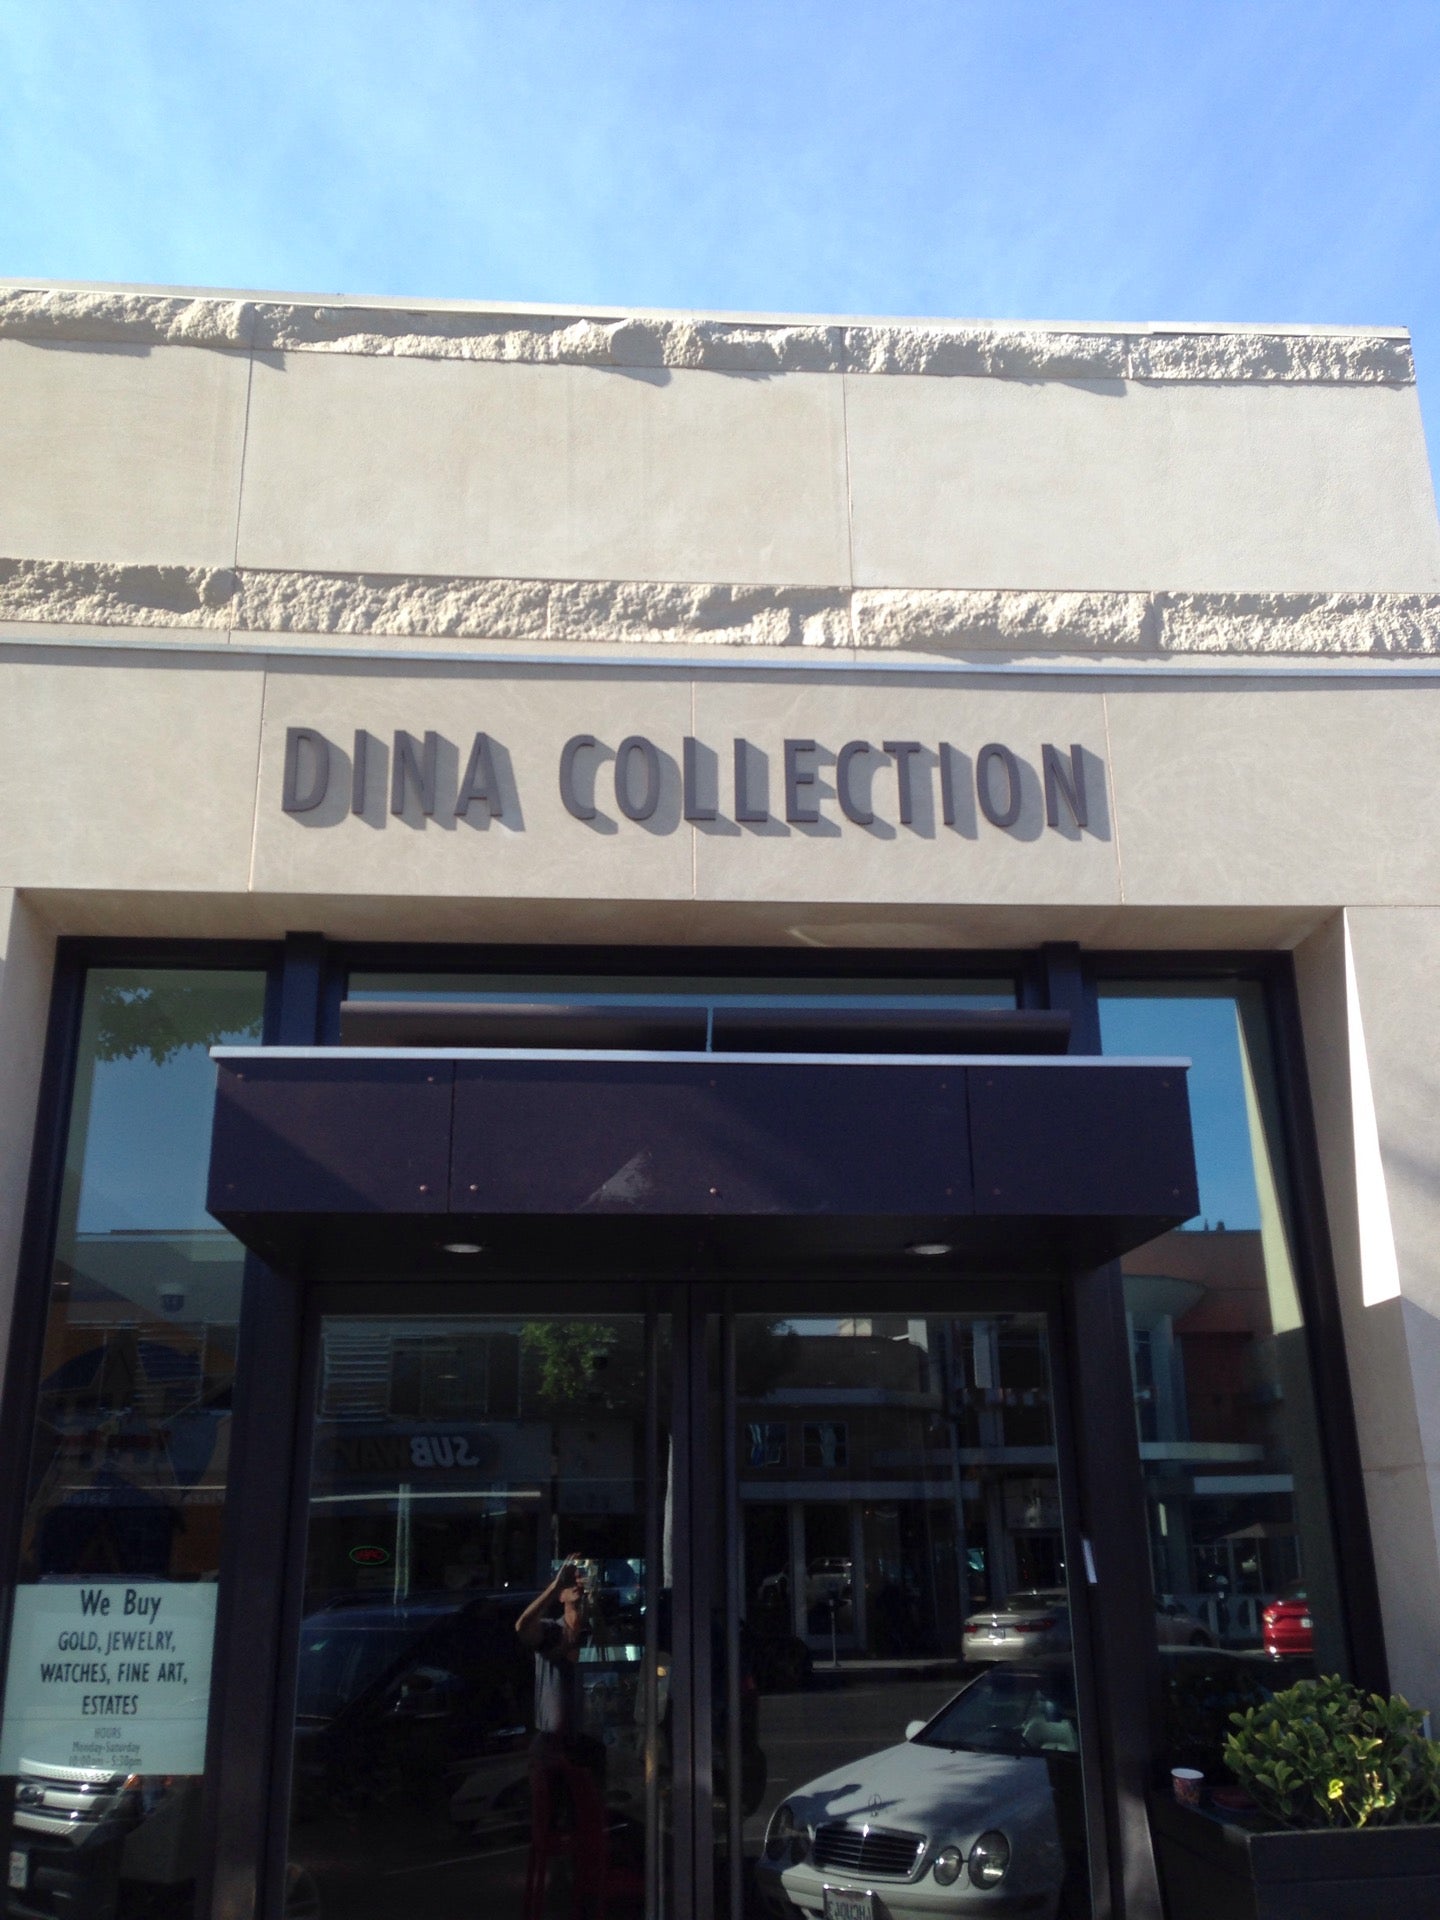 DINA COLLECTION
SUBWAY
We Buy
GOLD, JEWELRY,
WATCHES, FINE ART,
ESTATES
HOURS
Monday-Saturday
10:00am - 5:30pm